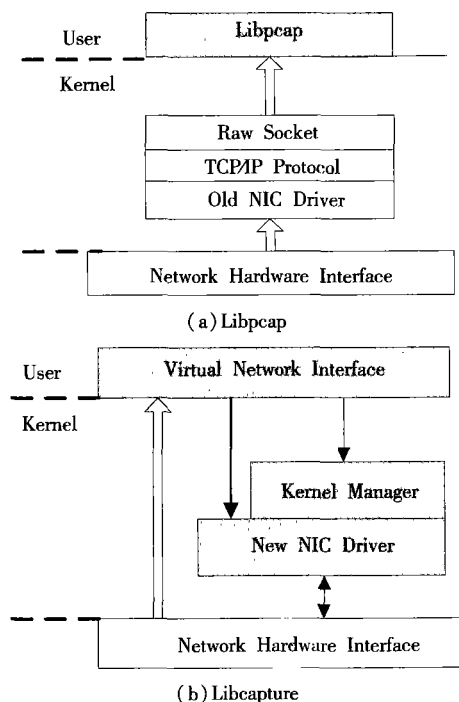 User
Libpcap
Kernel
Raw Socket
TCP/IP Protocol
Old NIC Driver
Network Hardware Interface
(a) Libpcap
User
Virtual Network Interface
Kernel
Kernel Manager
New NIC Driver
Network Hardware Interface
(b) Libcapture